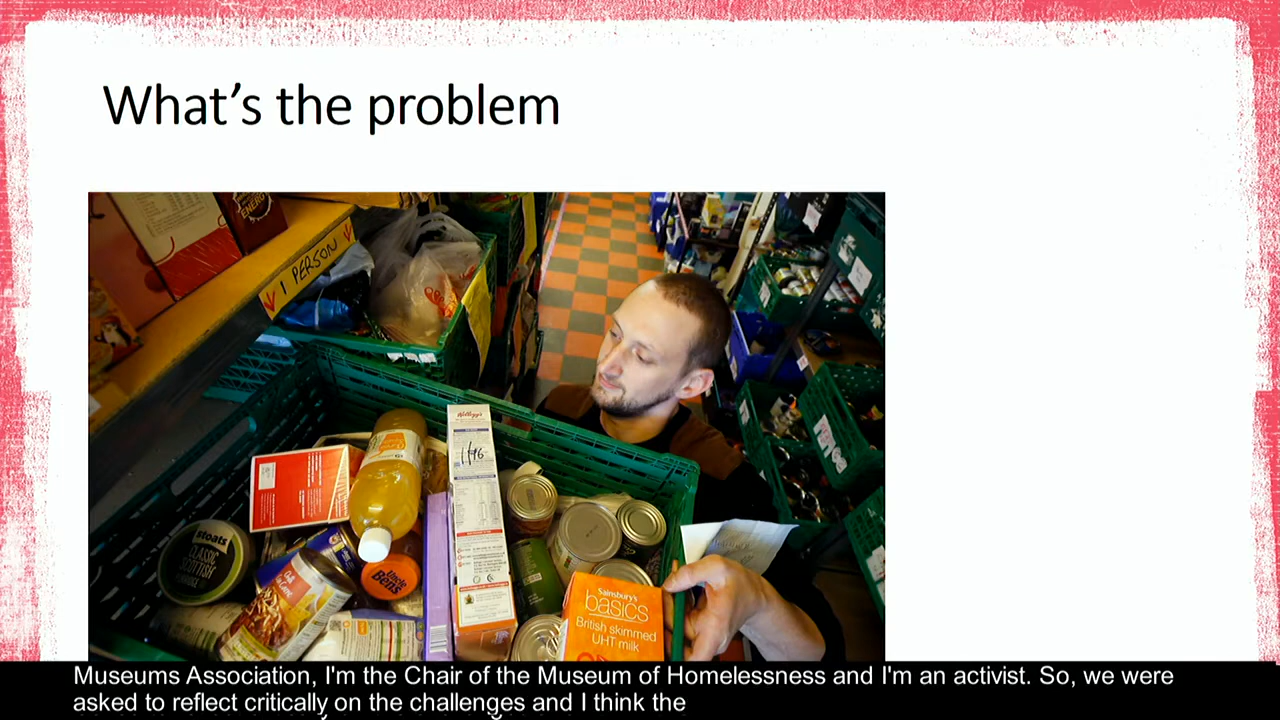 What's the problem
ENERGY
1 PERSON
Kellogg's
stoats
CLASSIC
SCOTTISH
Uncle
Ben's
Sainsbury's
basics
British skimmed
UHT milk
Museums Association, I'm the Chair of the Museum of Homelessness and I'm an activist. So, we were
asked to reflect critically on the challenges and I think the